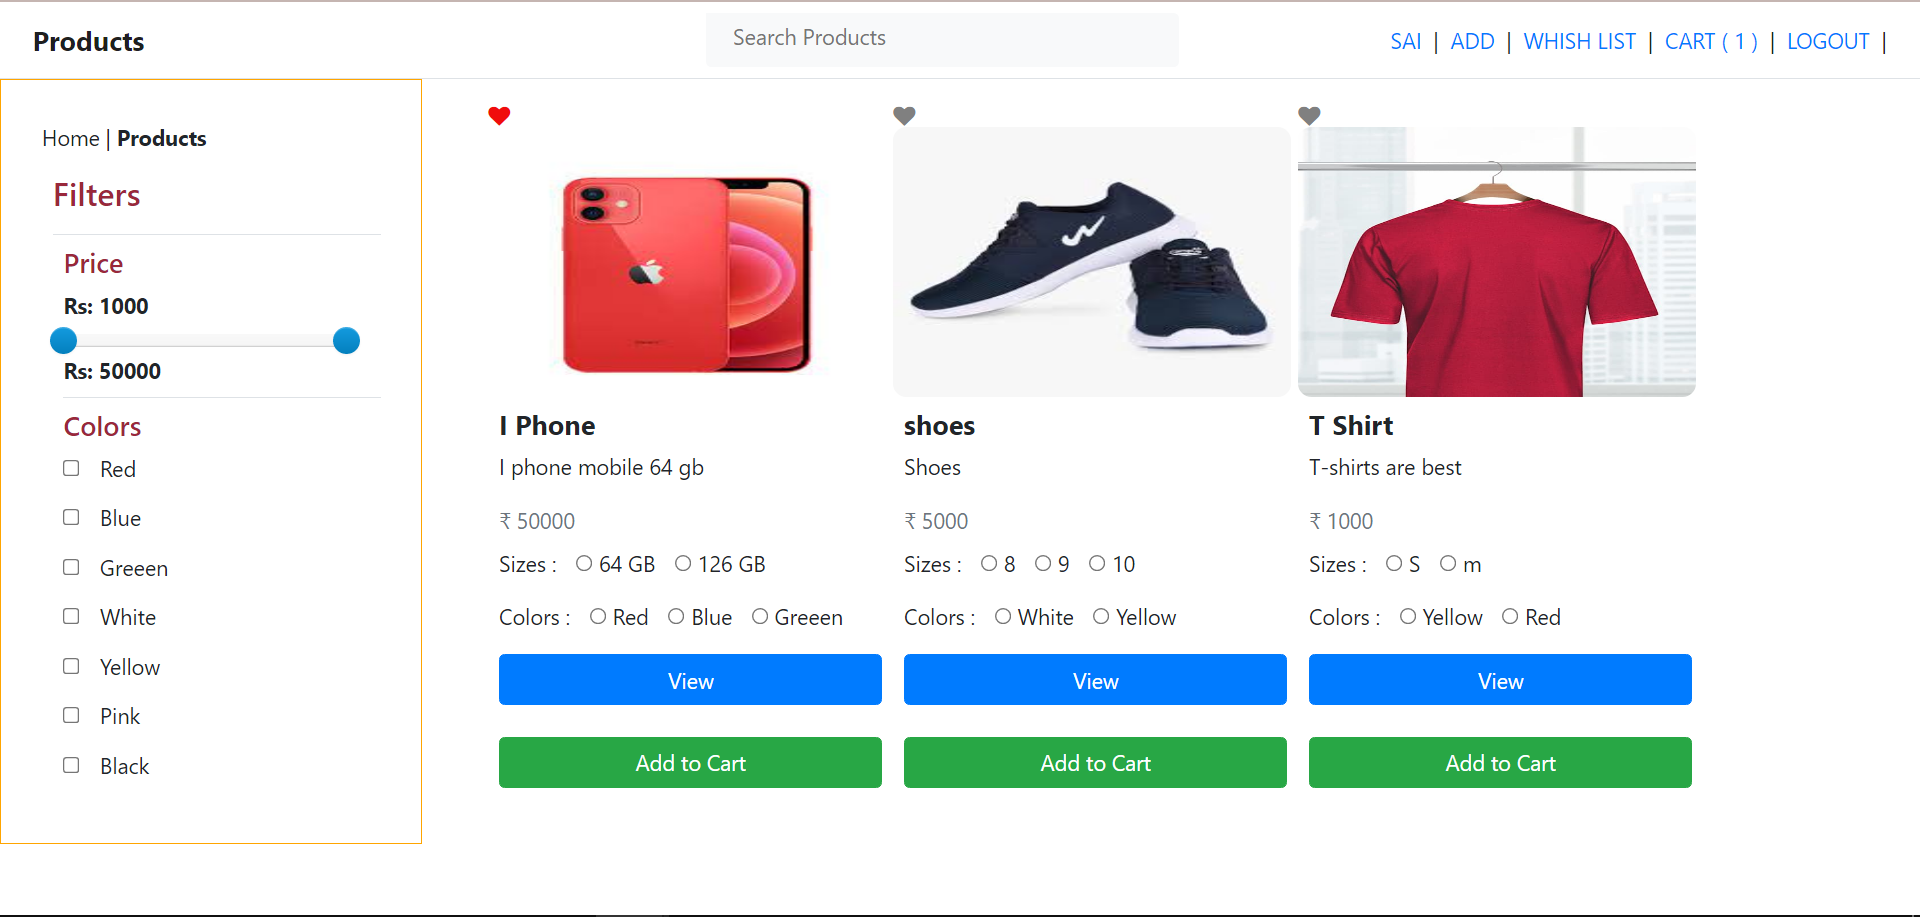 Products
Search Products
SAI | ADD | WHISH LIST | CART ( 1 ) | LOGOUT |
Home | Products
Filters
Price
Rs: 1000
Rs: 50000
Colors
Red
Blue
Greeen
White
Yellow
Pink
Black
I Phone
I phone mobile 64 gb
₹ 50000
Sizes : 64 GB 126 GB
Colors : Red Blue Greeen
View
Add to Cart
shoes
Shoes
₹ 5000
Sizes : 8 9 10
Colors : White Yellow
View
Add to Cart
T Shirt
T-shirts are best
₹ 1000
Sizes : S m
Colors : Yellow Red
View
Add to Cart